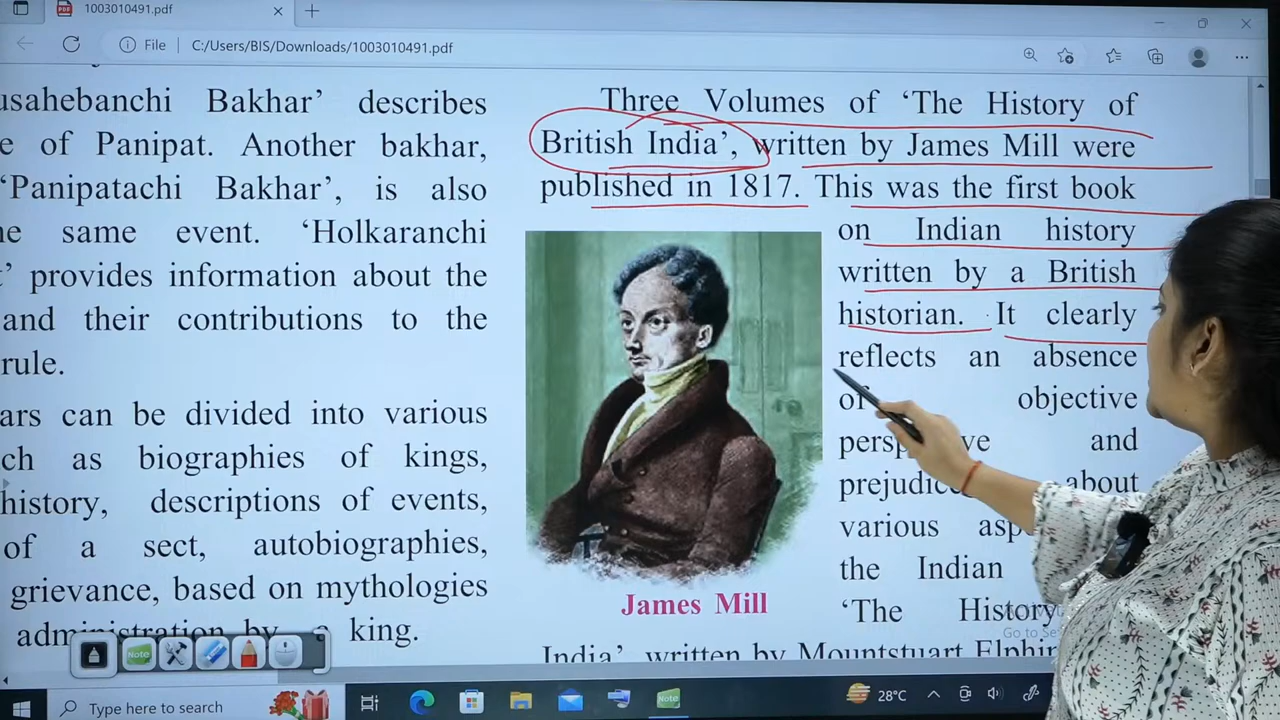 1003010491.pdf
File
C:/Users/BIS/Downloads/1003010491.pdf
Bakhar' describes
of Panipat. Another bakhar,
'Panipatachi Bakhar', is also
same event. 'Holkaranchi
provides information about the
and their contributions to the
rule.
can be divided into various
as biographies of kings,
history, descriptions of events,
of a sect, autobiographies,
grievance, based on mythologies
administration by a king.
Three Volumes of 'The History of
British India', written by James Mill were
published in 1817. This was the first book
on Indian history
written by a British
historian. It clearly
reflects an absence
of objective
and
about
various
the Indian
'The History
India', written by Mountstuart
James Mill
Note
Type here to search
Note
28°C